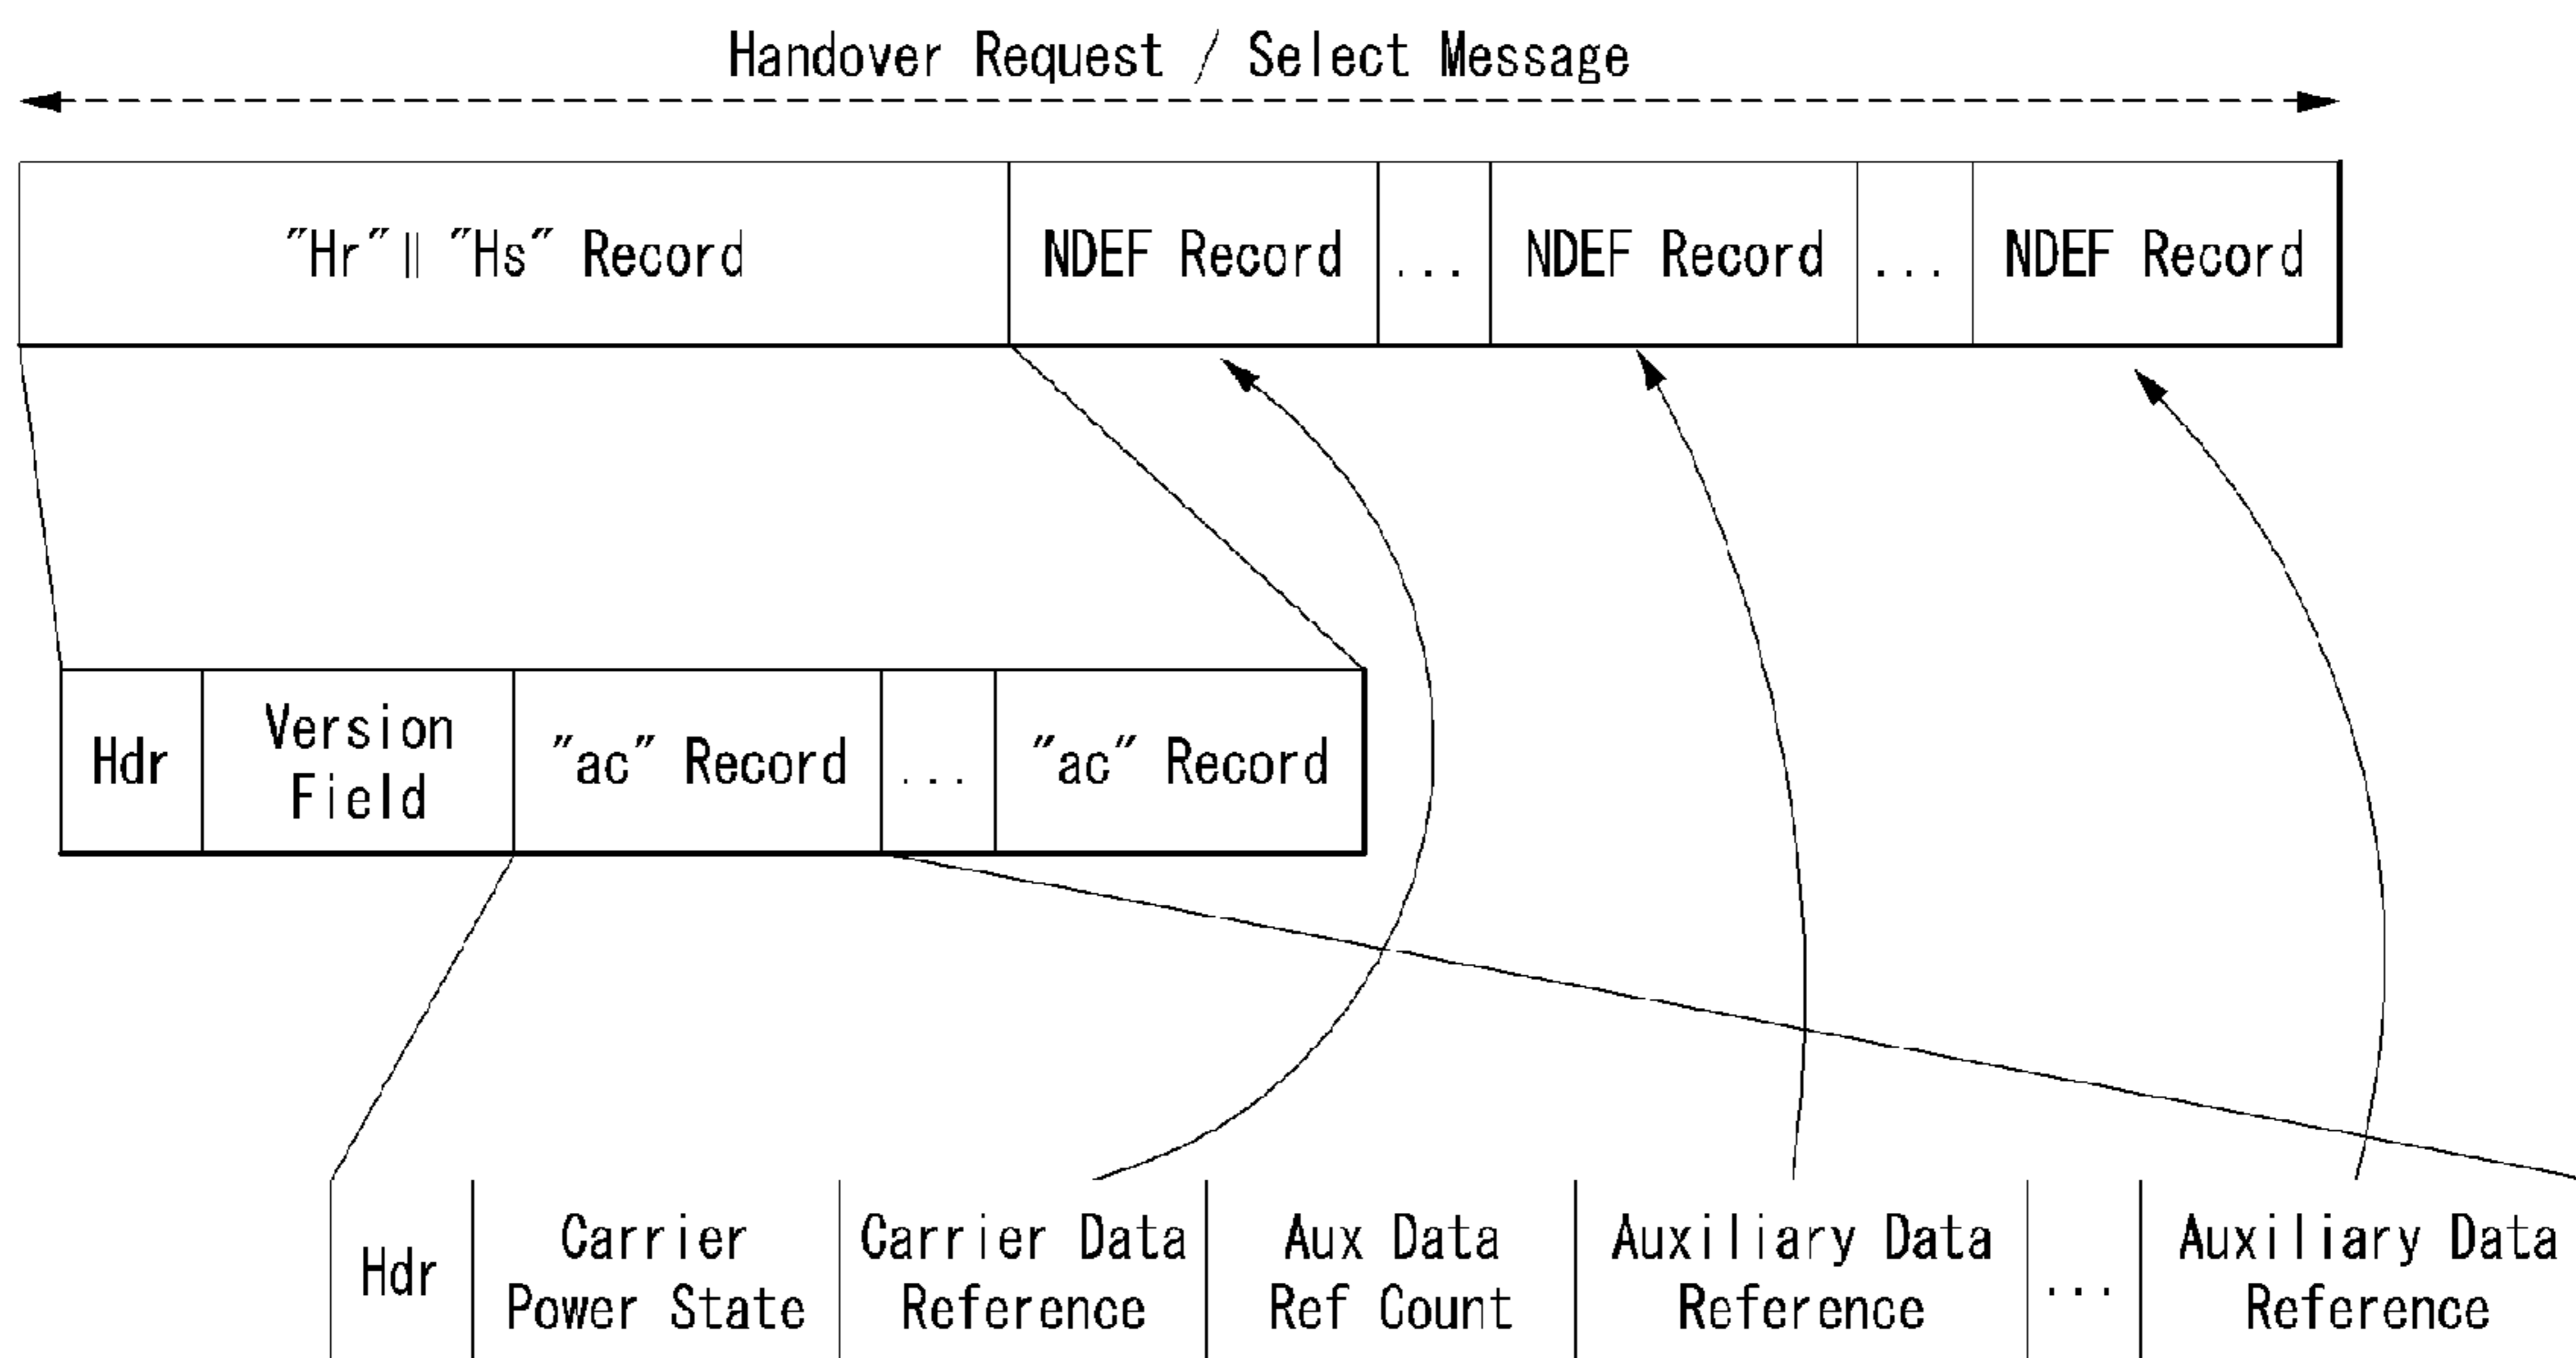 Handover Request / Select Message
"Hr"‖ "Hs" Record
NDEF Record
...
NDEF Record
...
NDEF Record
Hdr
Version
Field
"ac" Record
...
"ac" Record
Hdr
Carrier
Power State
Carrier Data
Reference
Aux Data
Ref Count
Auxiliary Data
Reference
...
Auxiliary Data
Reference